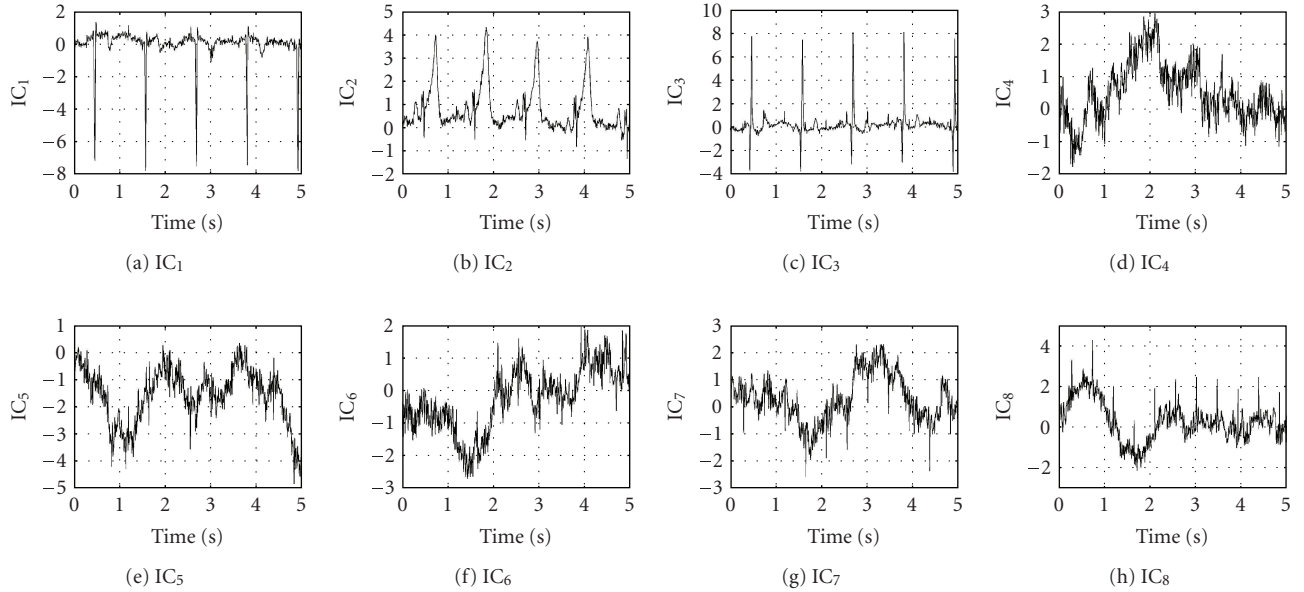 2
0
−2
−4
−6
−8
IC1
0 1 2 3 4 5
Time (s)
(a) IC1
5
4
3
2
1
0
−1
−2
IC2
0 1 2 3 4 5
Time (s)
(b) IC2
10
8
6
4
2
0
−2
−4
IC3
0 1 2 3 4 5
Time (s)
(c) IC3
3
2
1
0
−1
−2
IC4
0 1 2 3 4 5
Time (s)
(d) IC4
1
0
−1
−2
−3
−4
−5
IC5
0 1 2 3 4 5
Time (s)
(e) IC5
2
1
0
−1
−2
−3
IC6
0 1 2 3 4 5
Time (s)
(f) IC6
3
2
1
0
−1
−2
−3
IC7
0 1 2 3 4 5
Time (s)
(g) IC7
4
2
0
−2
IC8
0 1 2 3 4 5
Time (s)
(h) IC8